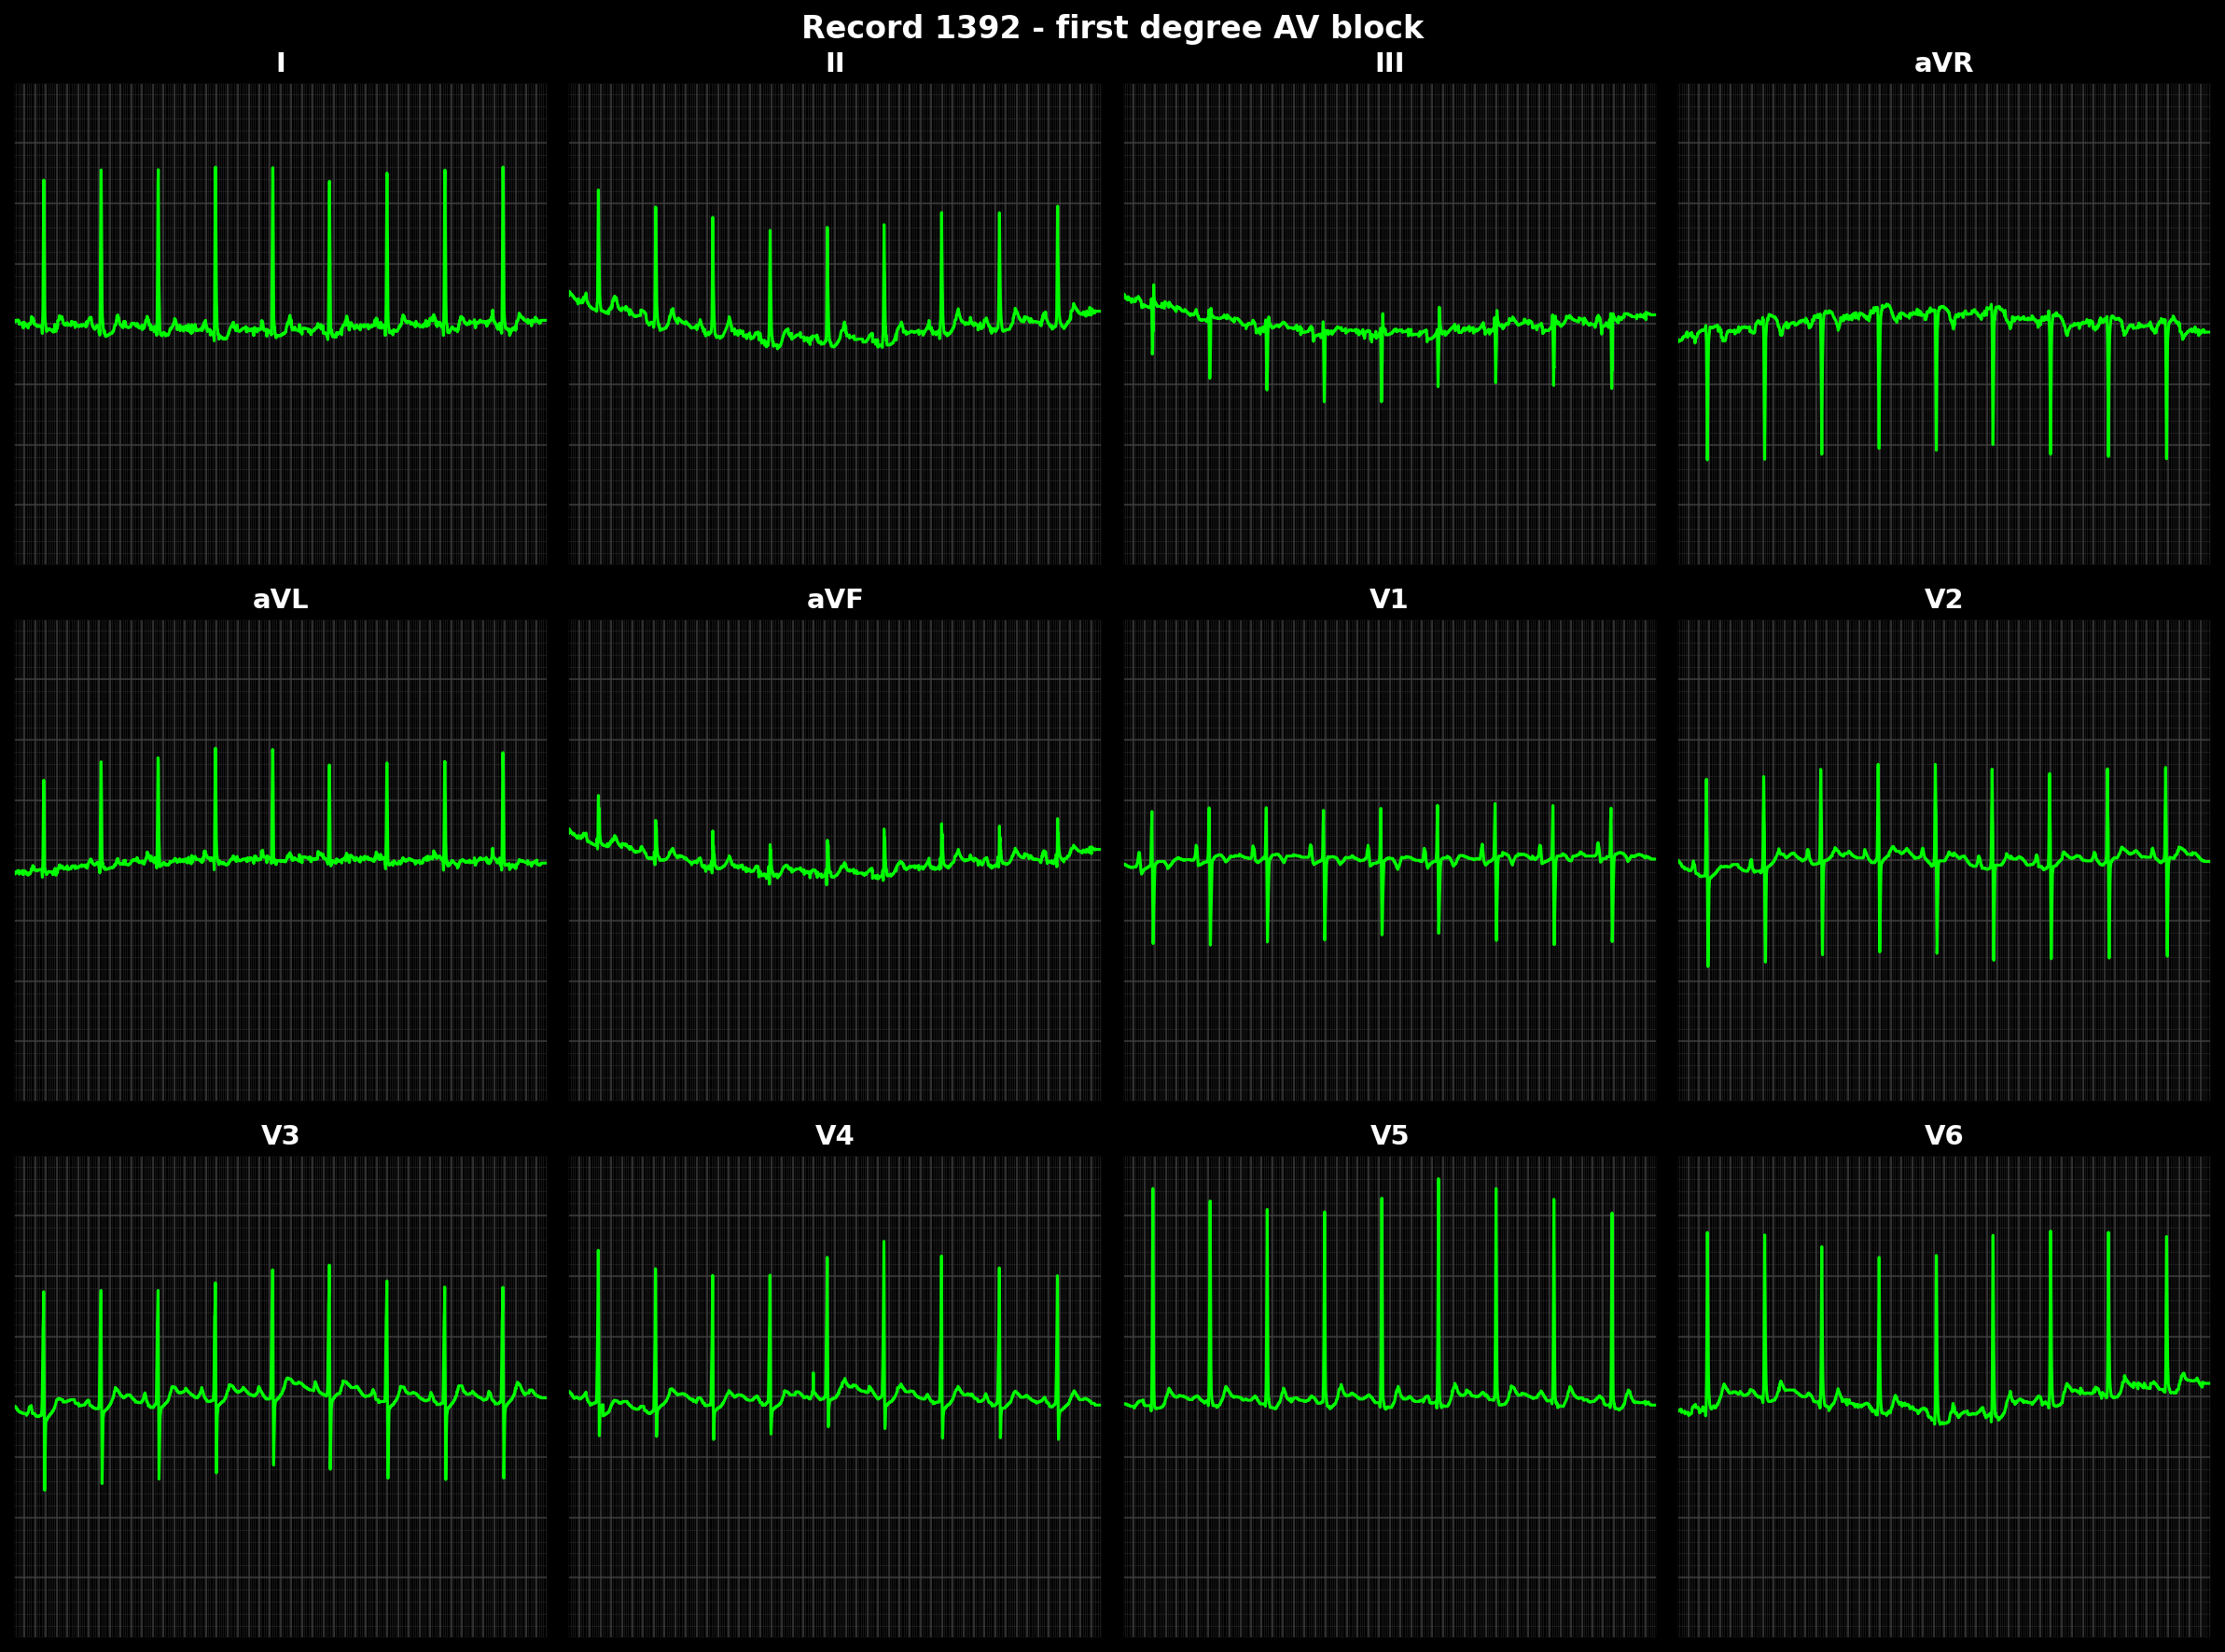 Record 1392 - first degree AV block
I
II
III
aVR
aVL
aVF
V1
V2
V3
V4
V5
V6